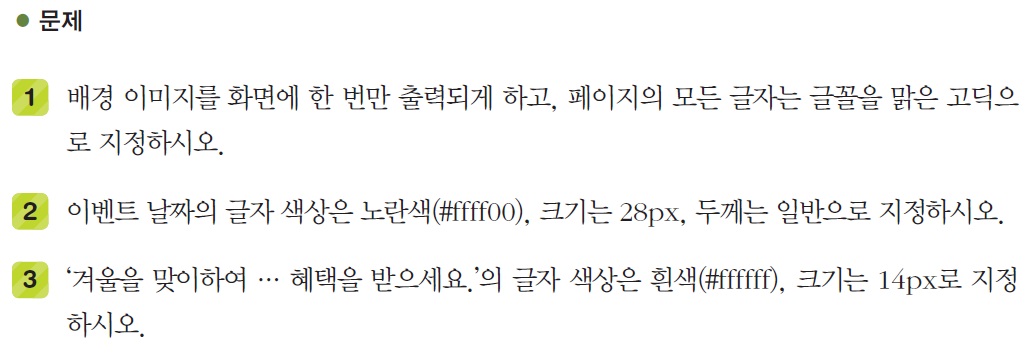 ● 문제
1 배경 이미지를 화면에 한 번만 출력되게 하고, 페이지의 모든 글자는 글꼴을 맑은 고딕으
로 지정하시오.
2 이벤트 날짜의 글자 색상은 노란색(#ffff00), 크기는 28px, 두께는 일반으로 지정하시오.
3 ‘겨울을 맞이하여 … 혜택을 받으세요.’의 글자 색상은 흰색(#ffffff), 크기는 14px로 지정
하시오.